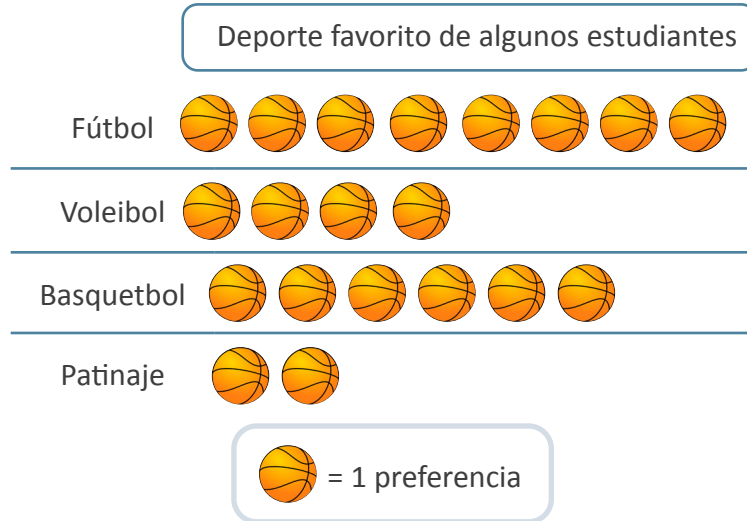 Deporte favorito de algunos estudiantes
Fútbol
Voleibol
Basquetbol
Patinaje
= 1 preferencia